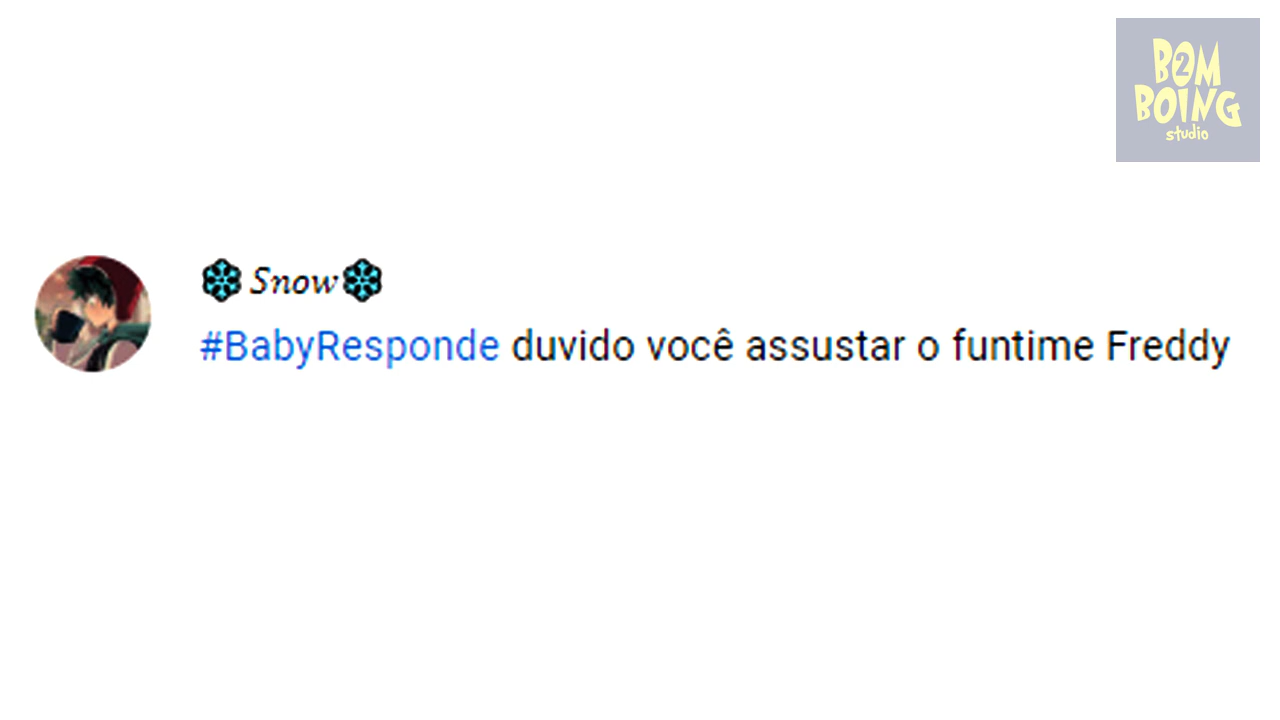 B2M
BOING
studio
❄Snow❄
#BabyResponde duvido você assustar o funtime Freddy